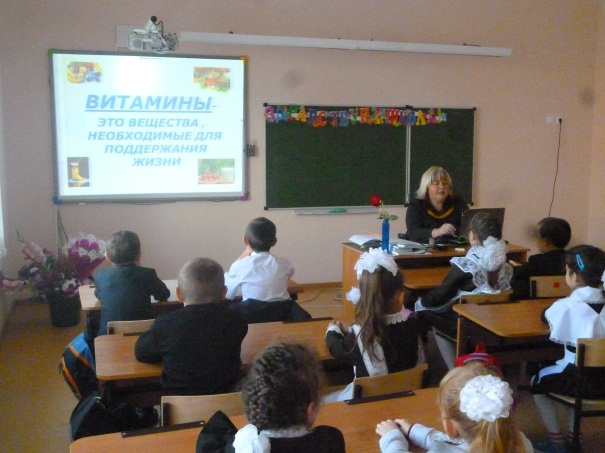 ВИТАМИНЫ-
ЭТО ВЕЩЕСТВА ,
НЕОБХОДИМЫЕ ДЛЯ
ПОДДЕРЖАНИЯ
ЖИЗНИ